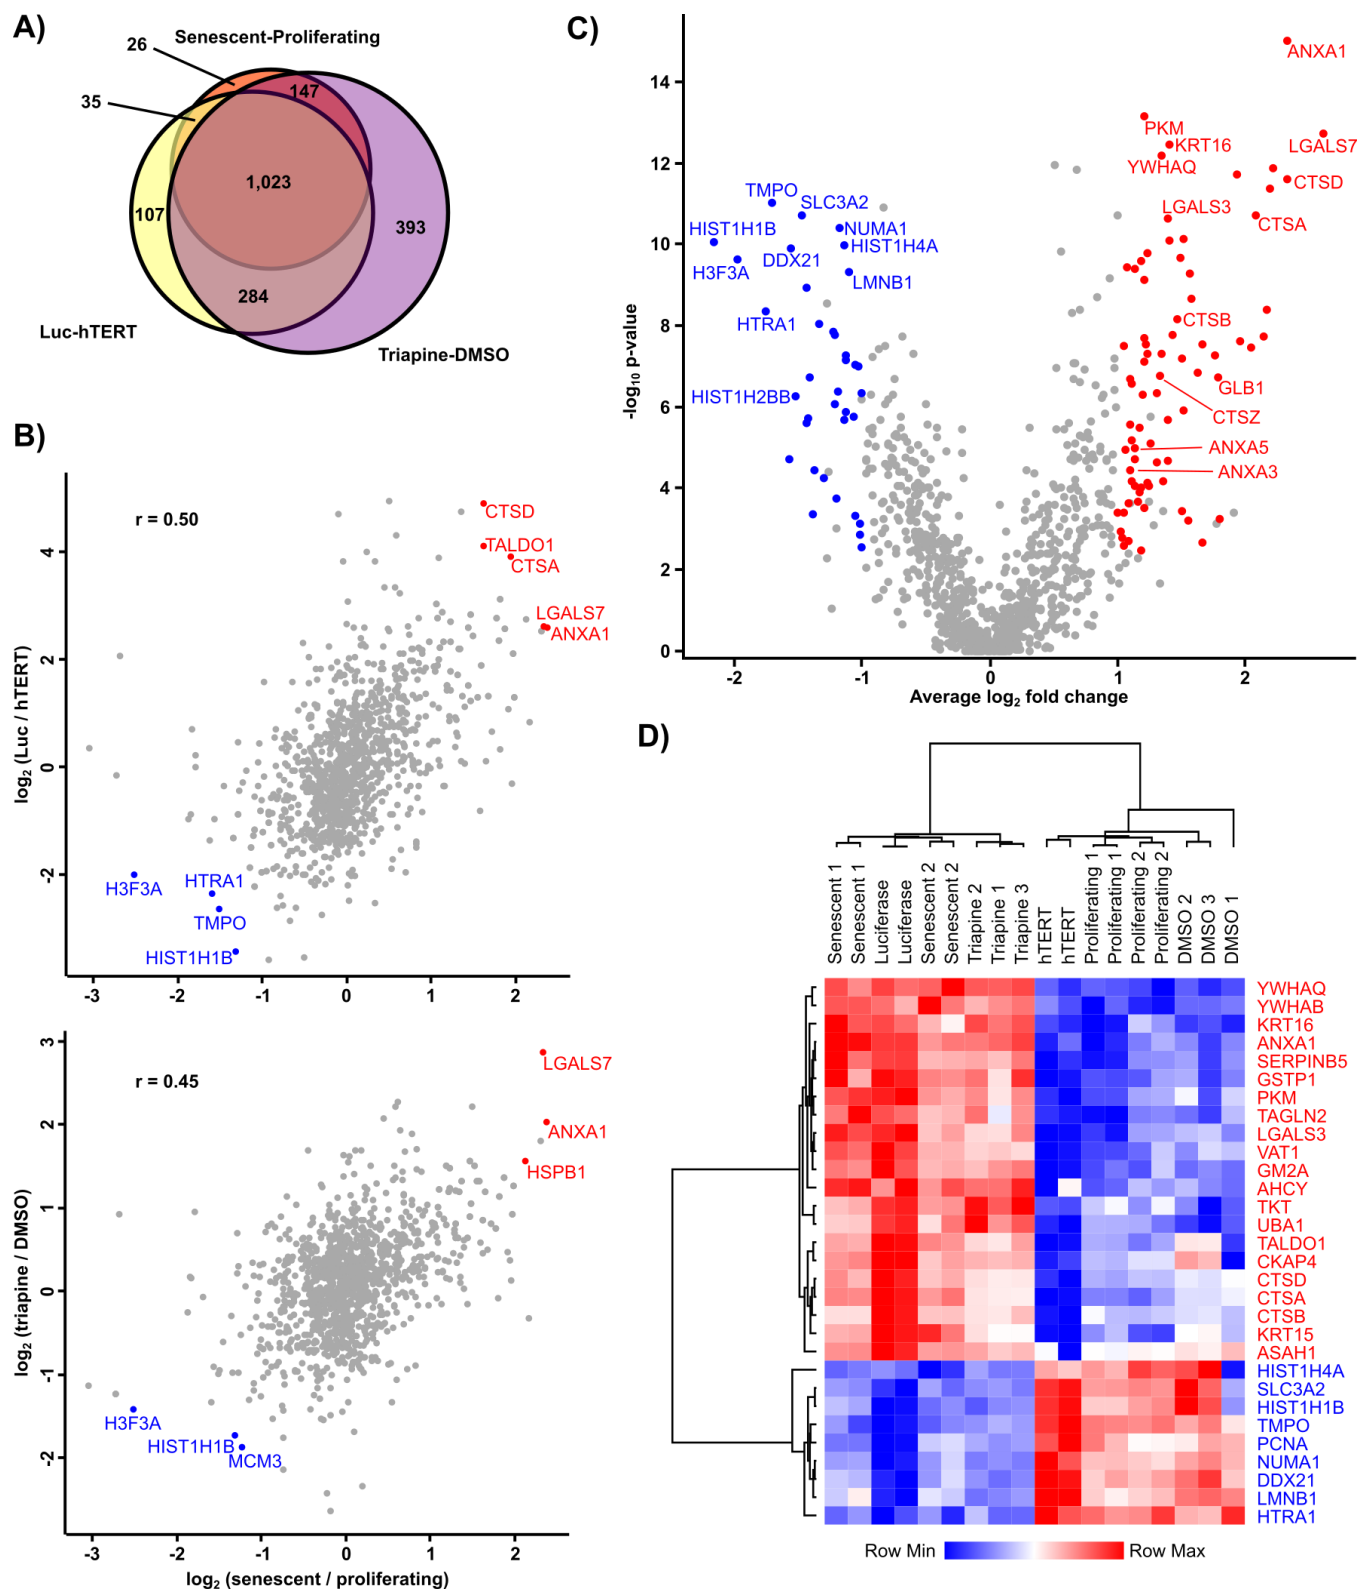 A)
Senescent-Proliferating
26
35
147
1,023
107
393
284
Luc-hTERT
Triapine-DMSO
B)
r = 0.50
CTSD
TALDO1
CTSA
LGALS7
ANXA1
H3F3A
HTRA1
TMPO
HIST1H1B
4
2
0
-2
-3 -2 -1 0 1 2
log2 (Luc / hTERT)
r = 0.45
LGALS7
ANXA1
HSPB1
H3F3A
HIST1H1B
MCM3
3
2
1
0
-1
-2
-3 -2 -1 0 1 2
log2 (triapine / DMSO)
log2 (senescent / proliferating)
C)
ANXA1
PKM
KRT16
LGALS7
YWHAQ
CTSD
TMPO
SLC3A2
LGALS3
CTSA
HIST1H1B
NUMA1
HIST1H4A
DDX21
H3F3A
LMNB1
HTRA1
CTSB
HIST1H2BB
GLB1
CTSZ
ANXA5
ANXA3
14
12
10
8
6
4
2
0
-2 -1 0 1 2
-log10 p-value
Average log2 fold change
D)
Senescent 1
Senescent 1
Luciferase
Luciferase
Senescent 2
Senescent 2
Triapine 2
Triapine 1
Triapine 3
hTERT
hTERT
Proliferating 1
Proliferating 1
Proliferating 2
Proliferating 2
DMSO 2
DMSO 3
DMSO 1
YWHAQ
YWHAB
KRT16
ANXA1
SERPINB5
GSTP1
PKM
TAGLN2
LGALS3
VAT1
GM2A
AHCY
TKT
UBA1
TALDO1
CKAP4
CTSD
CTSA
CTSB
KRT15
ASAH1
HIST1H4A
SLC3A2
HIST1H1B
TMPO
PCNA
NUMA1
DDX21
LMNB1
HTRA1
Row Min
Row Max